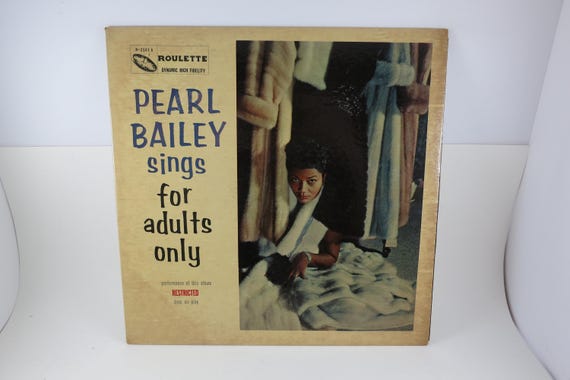 ROULETTE
DYNAMIC HIGH FIDELITY
PEARL
BAILEY
sings
for
adults
only
performance of this album
RESTRICTED